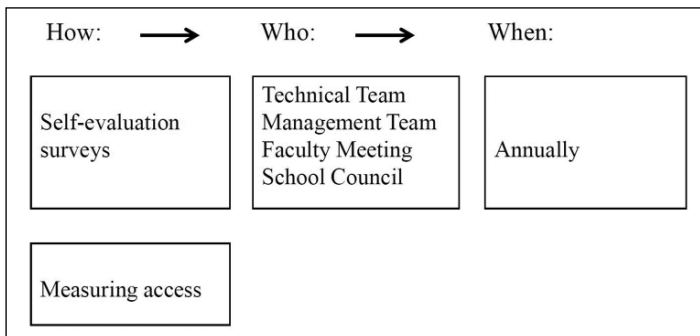 How: Who: When:
Self-evaluation
surveys
Technical Team
Management Team
Faculty Meeting
School Council
Annually
Measuring access